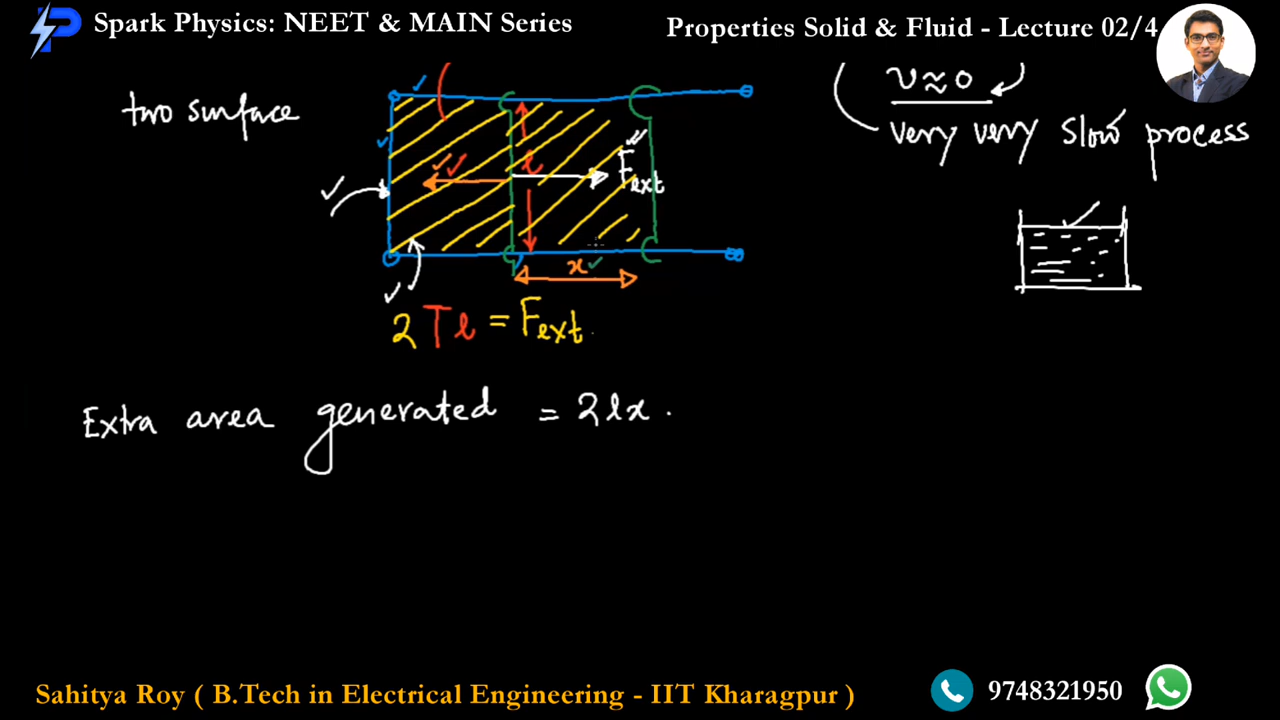 Spark Physics: NEET & MAIN Series
Properties Solid & Fluid - Lecture 02/4
two surface
v ≈ 0
very very slow process
l
Fext
x
2 Tl = Fext
Extra area generated = 2lx.
Sahitya Roy ( B.Tech in Electrical Engineering - IIT Kharagpur )
9748321950